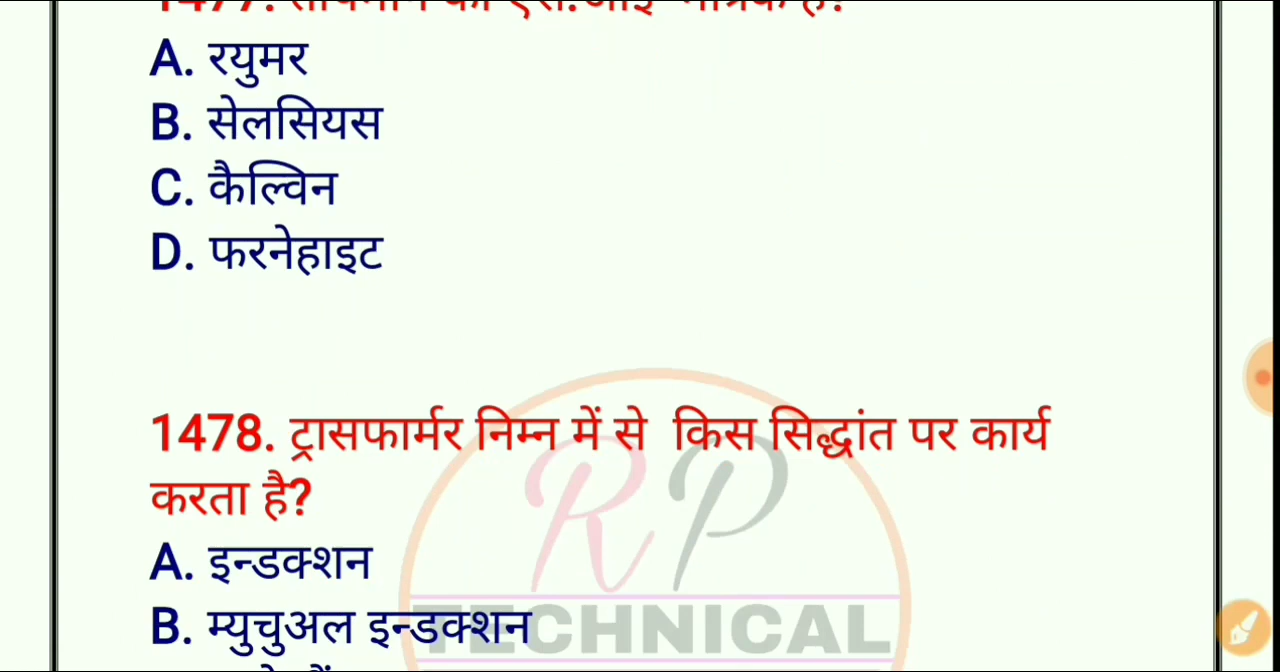 A. रयुमर
B. सेलसियस
C. कैल्विन
D. फरनेहाइट
1478. ट्रासफार्मर निम्न में से किस सिद्धांत पर कार्य
करता है?
A. इन्डक्शन
B. म्युचुअल इन्डक्शन
RP
TECHNICAL